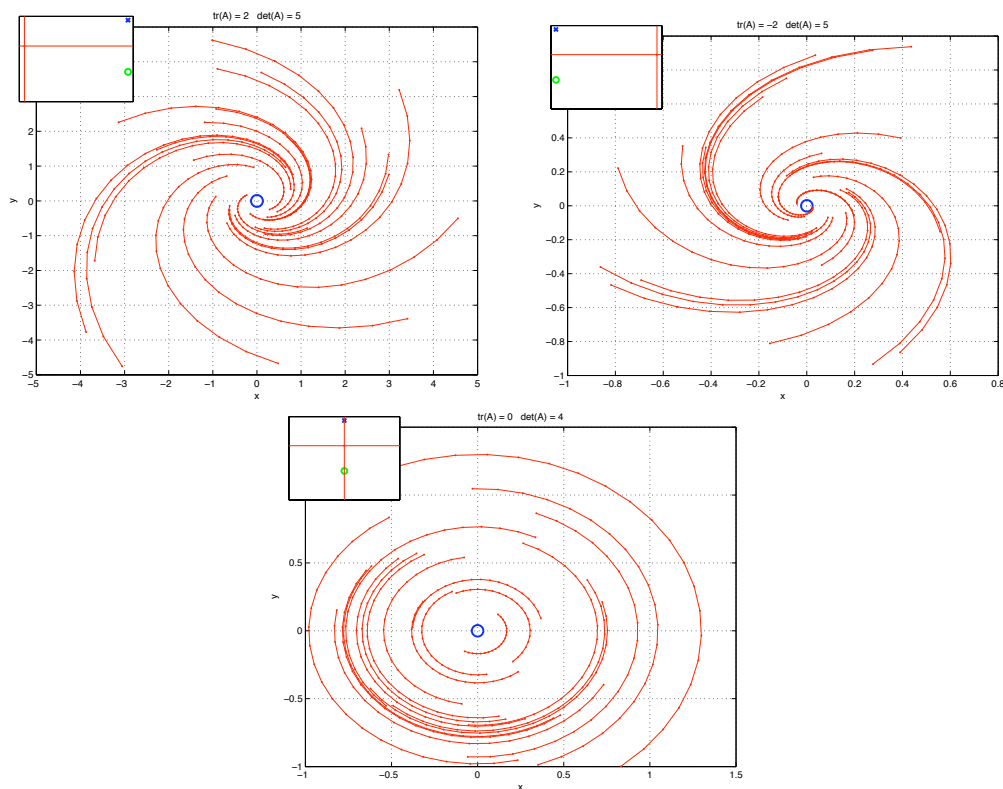 tr(A) = 2 det(A) = 5
2
1
0
−1
−2
−3
−4
−5
y
−5 −4 −3 −2 −1 0 1 2 3 4 5
x
tr(A) = −2 det(A) = 5
0.4
0.2
0
−0.2
−0.4
−0.6
−0.8
−1
y
−1 −0.8 −0.6 −0.4 −0.2 0 0.2 0.4 0.6 0.8
x
tr(A) = 0 det(A) = 4
0.5
0
−0.5
−1
y
−1 −0.5 0 0.5 1 1.5
x